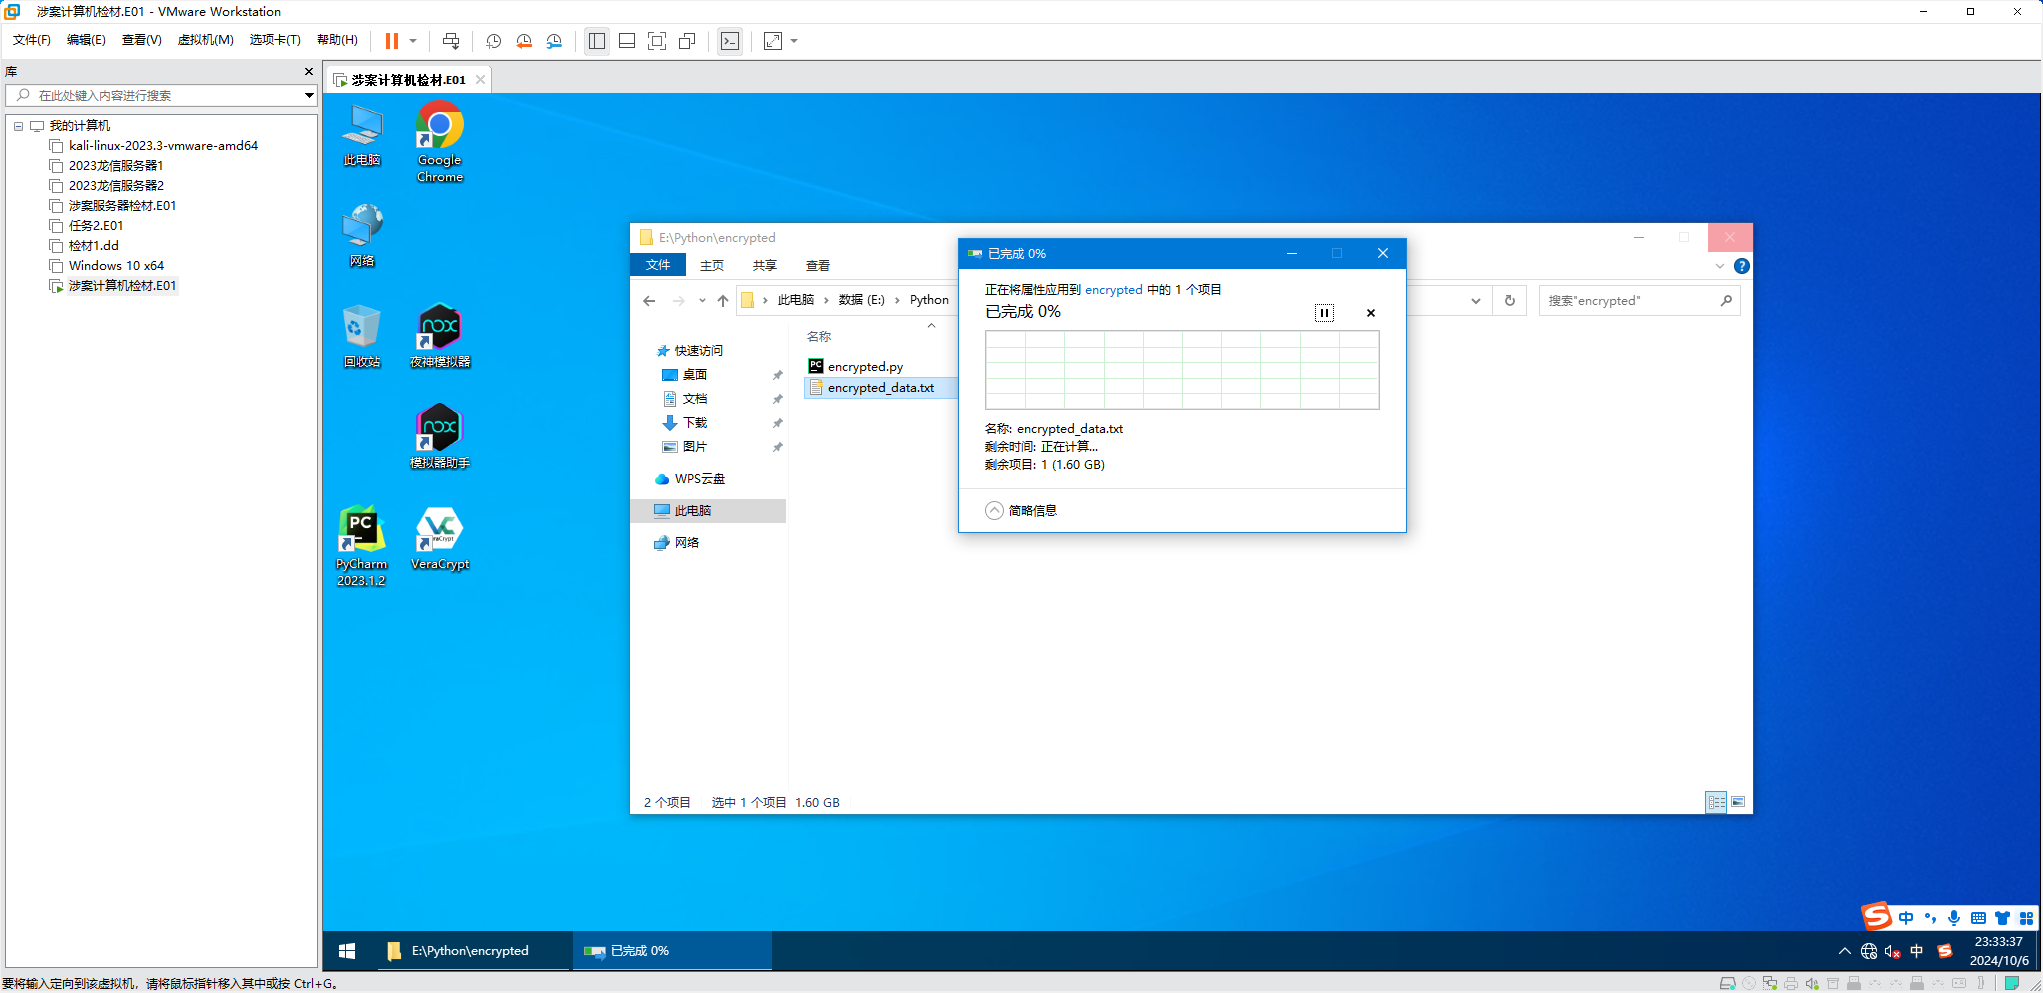 涉案计算机检材.E01 - VMware Workstation
文件(F) 编辑(E) 查看(V) 虚拟机(M) 选项卡(T) 帮助(H)
库
在此处键入内容进行搜索
我的计算机
kali-linux-2023.3-vmware-amd64
2023龙信服务器1
2023龙信服务器2
涉案服务器检材.E01
任务2.E01
检材1.dd
Windows 10 x64
涉案计算机检材.E01
涉案计算机检材.E01
此电脑
Google
Chrome
网络
回收站
夜神模拟器
模拟器助手
PyCharm
2023.1.2
VeraCrypt
E:\Python\encrypted
文件 主页 共享 查看
此电脑 数据 (E:) Python
搜索"encrypted"
快速访问
桌面
文档
下载
图片
WPS云盘
此电脑
网络
名称
encrypted.py
encrypted_data.txt
2 个项目 选中 1 个项目 1.60 GB
已完成 0%
正在将属性应用到 encrypted 中的 1 个项目
已完成 0%
名称: encrypted_data.txt
剩余时间: 正在计算...
剩余项目: 1 (1.60 GB)
简略信息
中
E:\Python\encrypted
已完成 0%
中
23:33:37
2024/10/6
要将输入定向到该虚拟机，请将鼠标指针移入其中或按 Ctrl+G。